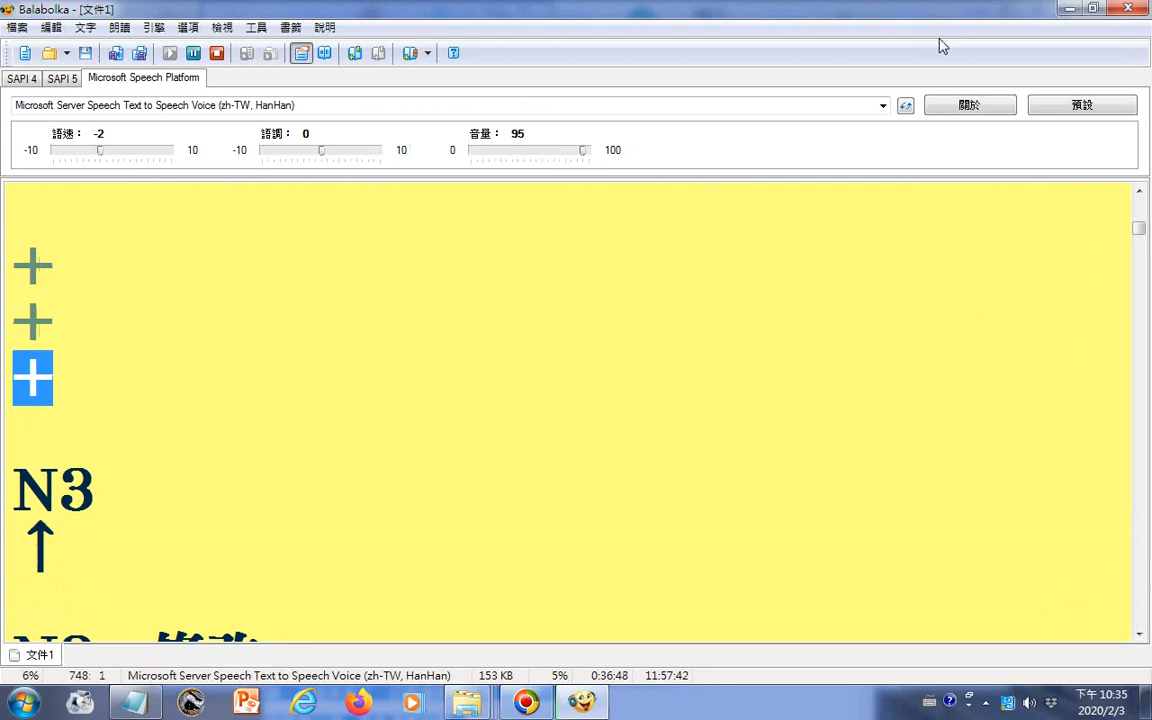 Balabolka - [文件1]
檔案 編輯 文字 朗讀 引擎 選項 檢視 工具 書籤 說明
SAPI 4 SAPI 5 Microsoft Speech Platform
Microsoft Server Speech Text to Speech Voice (zh-TW, HanHan) 關於 預設
語速： -2 語調： 0 音量： 95
-10 10 -10 10 0 100
+
+
+
N3
↑
N3
文件1
6% 748: 1 Microsoft Server Speech Text to Speech Voice (zh-TW, HanHan) 153 KB 5% 0:36:48 11:57:42
下午 10:35
2020/2/3